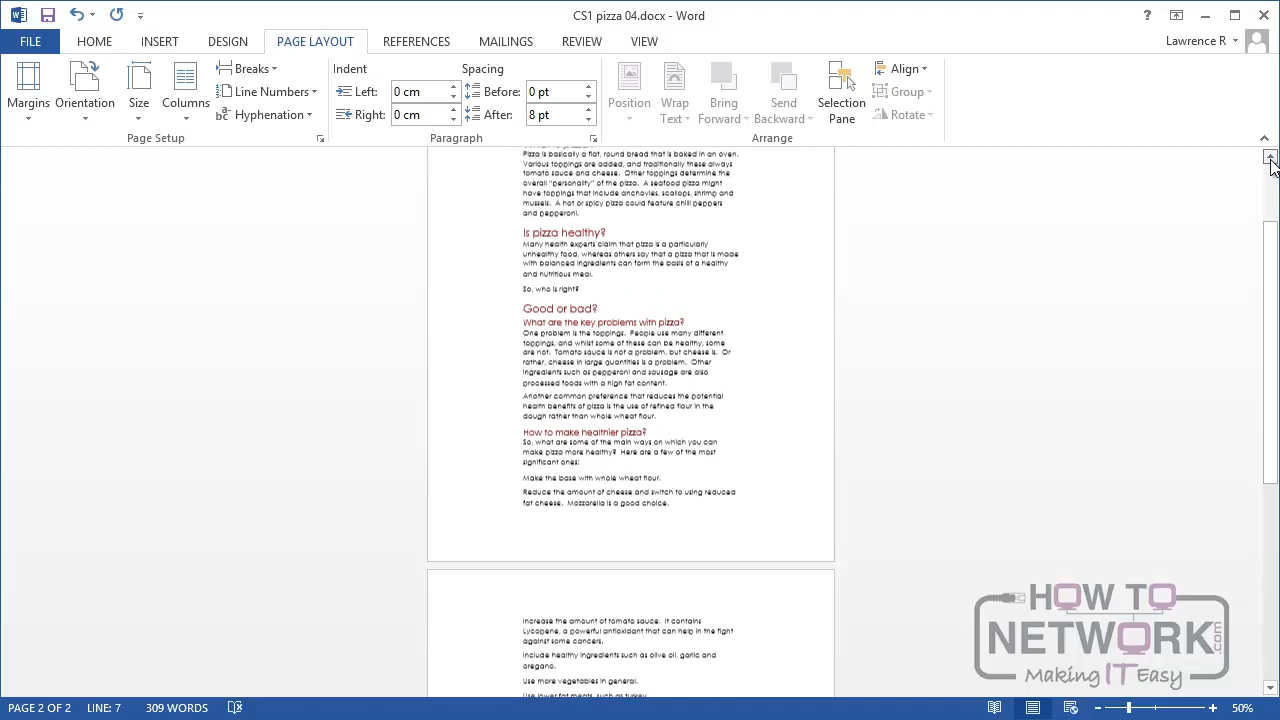 CS1 pizza 04.docx - Word
FILE HOME INSERT DESIGN PAGE LAYOUT REFERENCES MAILINGS REVIEW VIEW Lawrence R
Margins
Orientation
Size
Columns
Breaks
Line Numbers
Hyphenation
Page Setup
Indent
Left: 0 cm
Right: 0 cm
Spacing
Before: 0 pt
After: 8 pt
Paragraph
Position
Wrap
Text
Bring
Forward
Send
Backward
Selection
Pane
Align
Group
Rotate
Arrange
Pizza is basically a flat, round bread that is baked in an oven.
Various toppings are added, and traditionally these always
tomato sauce and cheese. Other toppings determine the
overall "personality" of the pizza. A seafood pizza might
have toppings that include anchovies, scallops, shrimp and
mussels. A hot or spicy pizza could feature chilli peppers
and pepperoni.
Is pizza healthy?
Many health experts claim that pizza is a particularly
unhealthy food, whereas others say that a pizza that is made
with balanced ingredients can form the basis of a healthy
and nutritious meal.
So, who is right?
Good or bad?
What are the key problems with pizza?
One problem is the toppings. People use many different
toppings, and whilst some of these can be healthy, some
are not. Tomato sauce is not a problem, but cheese is. Or
rather, cheese in large quantities is a problem. Other
ingredients such as pepperoni and sausage are also
processed foods with a high fat content.
Another common preference that reduces the potential
health benefits of pizza is the use of refined flour in the
dough rather than whole wheat flour.
How to make healthier pizza?
So, what are some of the main ways on which you can
make pizza more healthy? Here are a few of the most
significant ones:
Make the base with whole wheat flour.
Reduce the amount of cheese and switch to using reduced
fat cheese. Mozzarella is a good choice.
Increase the amount of tomato sauce. It contains
Lycopene, a powerful antioxidant that can help in the fight
against some cancers.
Include healthy ingredients such as olive oil, garlic and
oregano.
Use more vegetables in general.
Use lower fat meats, such as turkey.
HOW TO
NETWORK.com
Making IT Easy
PAGE 2 OF 2 LINE: 7 309 WORDS 50%